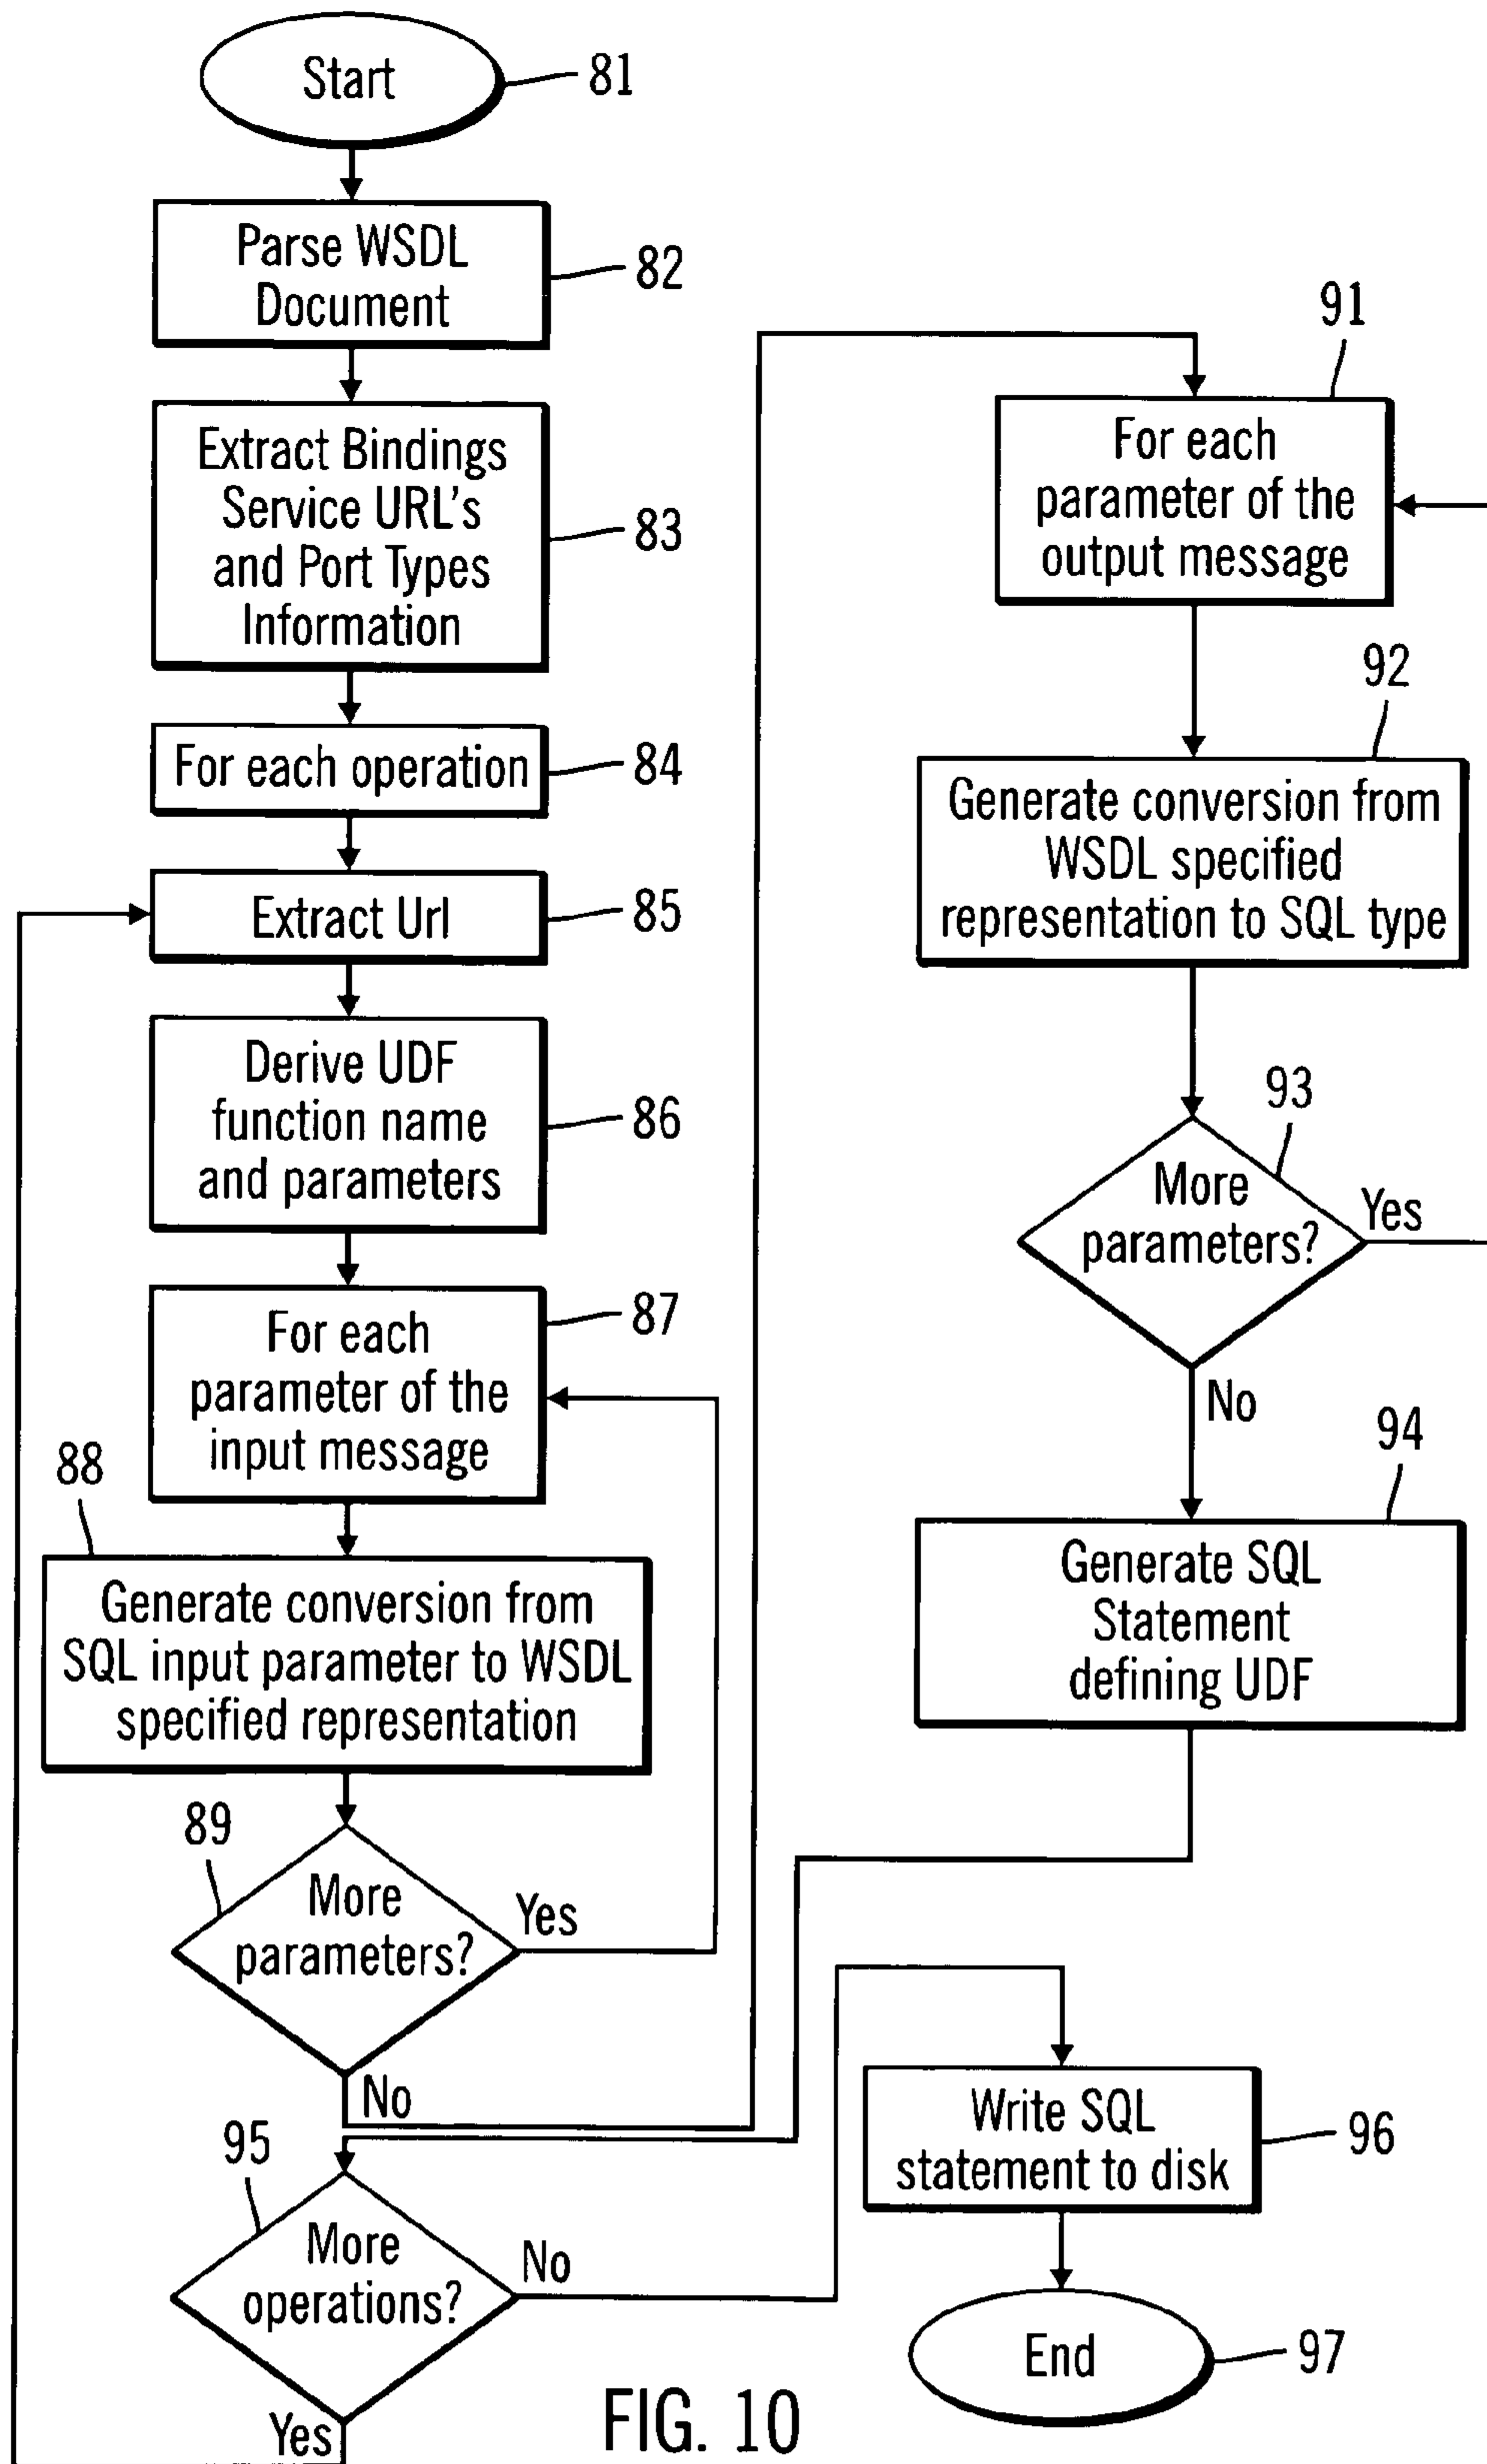 Start
81
Parse WSDL
Document
82
Extract Bindings
Service URL's
and Port Types
Information
83
For each operation
84
Extract Url
85
Derive UDF
function name
and parameters
86
For each
parameter of the
input message
87
88
Generate conversion from
SQL input parameter to WSDL
specified representation
89
More
parameters?
Yes
No
91
For each
parameter of the
output message
92
Generate conversion from
WSDL specified
representation to SQL type
93
More
parameters?
Yes
No
94
Generate SQL
Statement
defining UDF
95
More
operations?
No
Yes
Write SQL
statement to disk
96
End
97
FIG. 10